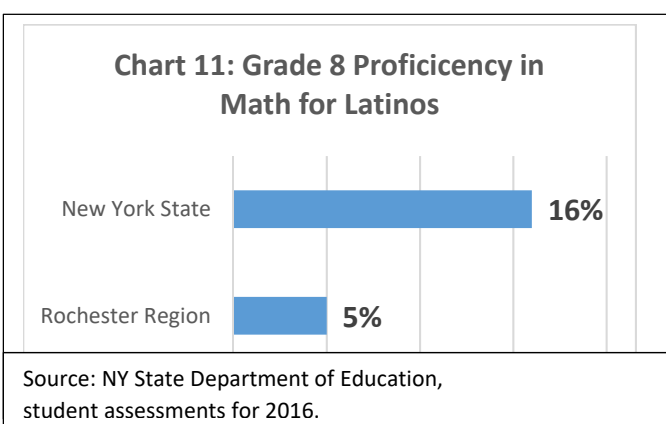 Chart 11: Grade 8 Proficicency in
Math for Latinos
New York State
16%
Rochester Region
5%
Source: NY State Department of Education,
student assessments for 2016.